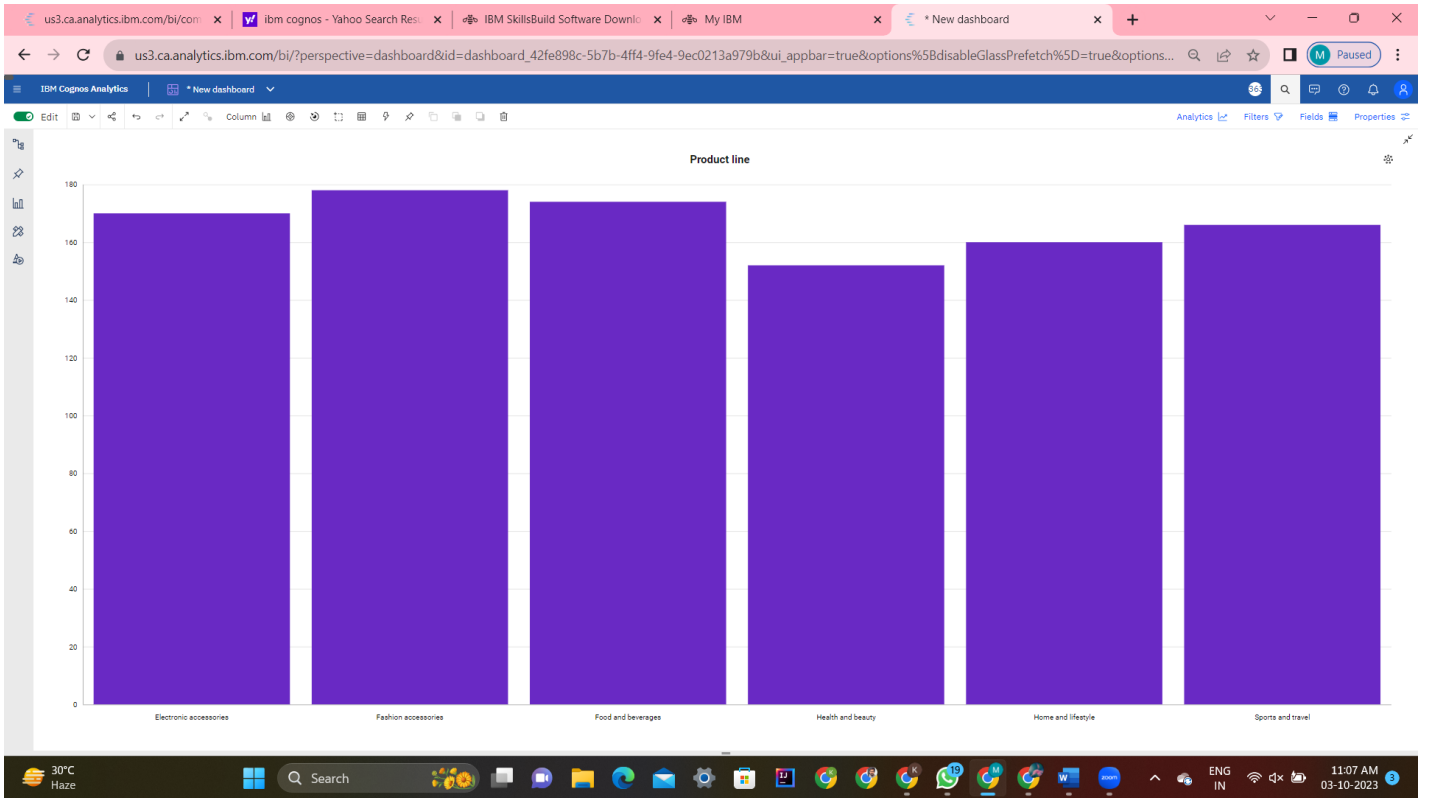 us3.ca.analytics.ibm.com/bi/com
ibm cognos - Yahoo Search Resu
IBM SkillsBuild Software Downlo
My IBM
* New dashboard
us3.ca.analytics.ibm.com/bi/?perspective=dashboard&id=dashboard_42fe898c-5b7b-4ff4-9fe4-9ec0213a979b&ui_appbar=true&options%5BdisableGlassPrefetch%5D=true&options...
M Paused
IBM Cognos Analytics
* New dashboard
Edit
Column
Analytics
Filters
Fields
Properties
Product line
180
160
140
120
100
80
60
40
20
0
Electronic accessories
Fashion accessories
Food and beverages
Health and beauty
Home and lifestyle
Sports and travel
30°C
Haze
Search
19
zoom
ENG
IN
11:07 AM
03-10-2023
3